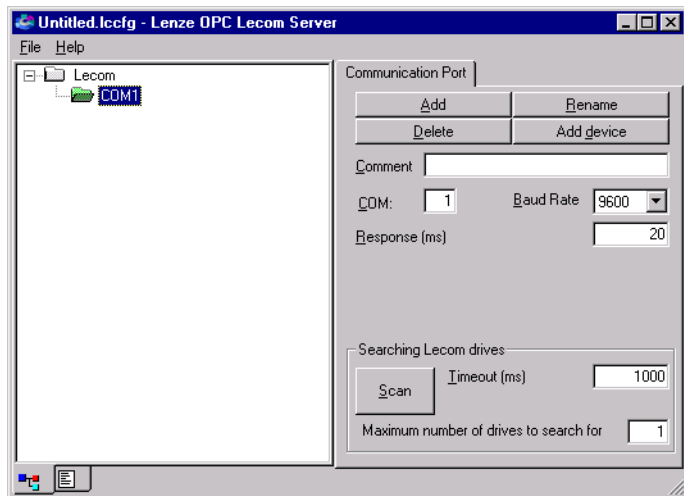 Untitled.lccfg - Lenze OPC Lecom Server
File Help
Lecom
COM1
Communication Port
Add Rename
Delete Add device
Comment
COM: 1 Baud Rate 9600
Response (ms) 20
Searching Lecom drives
Scan Timeout (ms) 1000
Maximum number of drives to search for 1